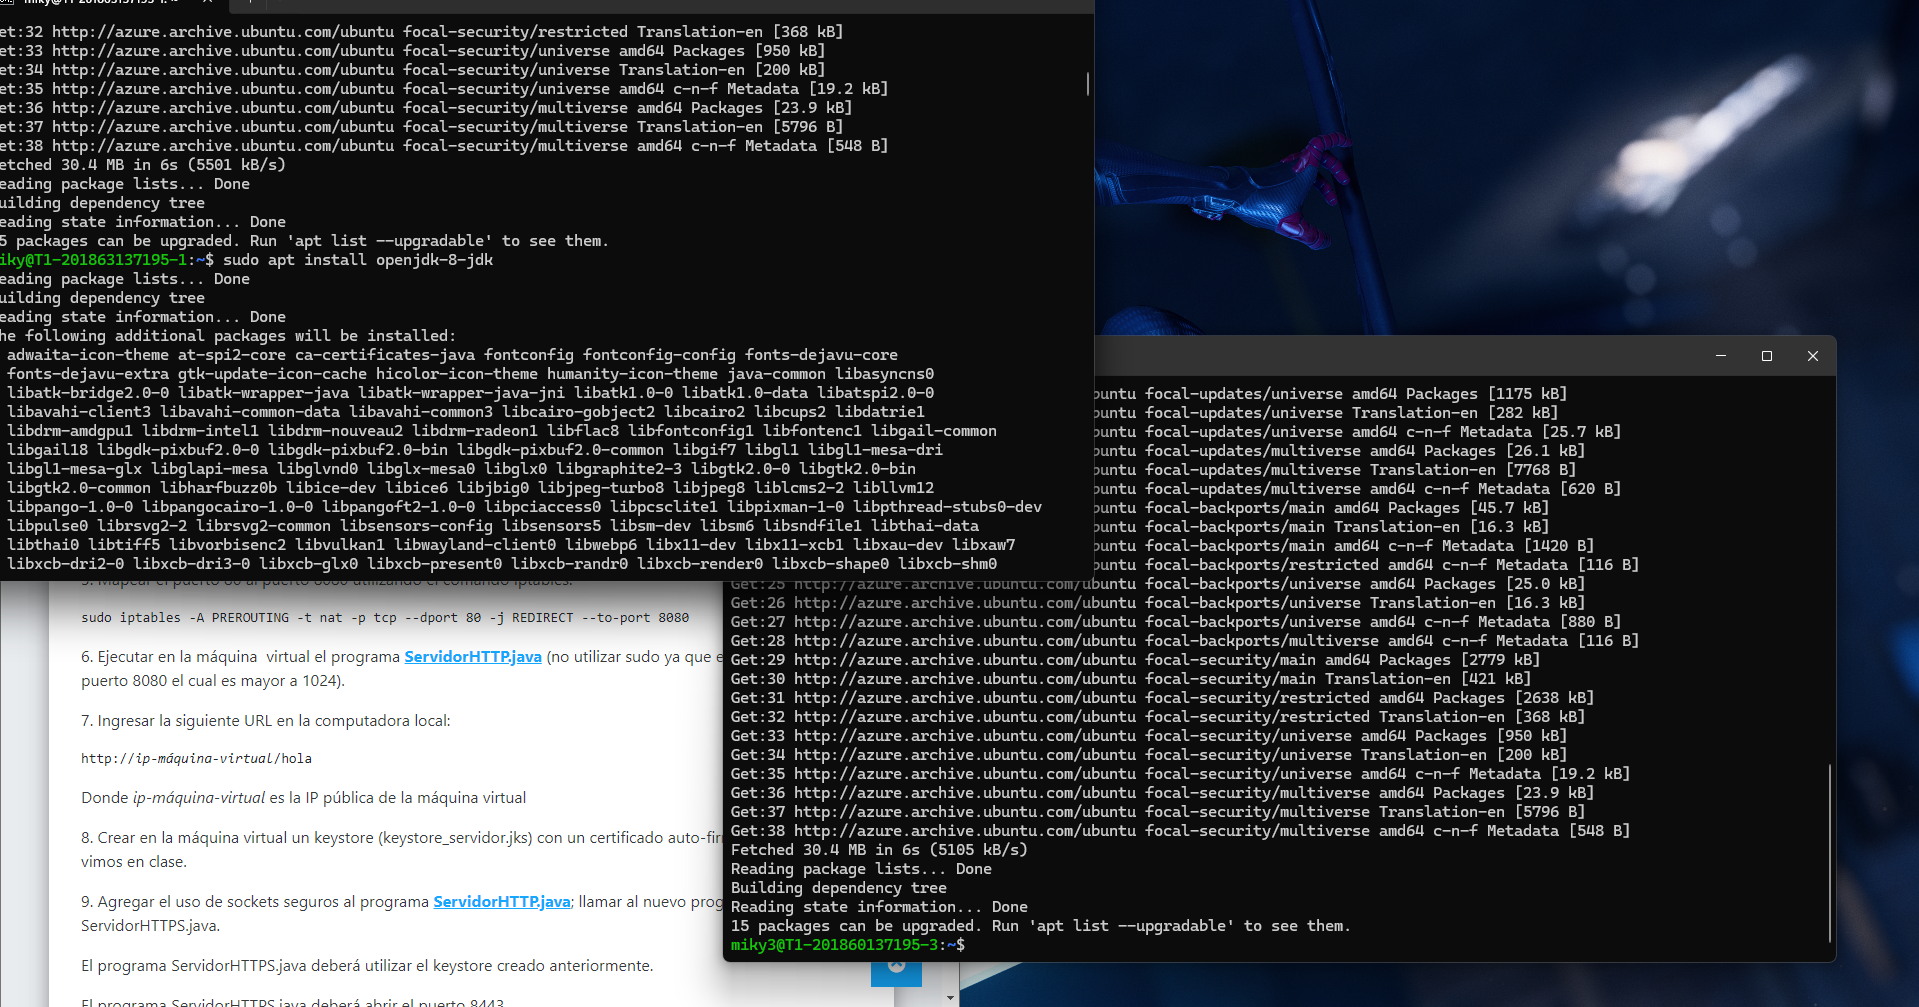 et:32 http://azure.archive.ubuntu.com/ubuntu focal-security/restricted Translation-en [368 kB]
et:33 http://azure.archive.ubuntu.com/ubuntu focal-security/universe amd64 Packages [950 kB]
et:34 http://azure.archive.ubuntu.com/ubuntu focal-security/universe Translation-en [200 kB]
et:35 http://azure.archive.ubuntu.com/ubuntu focal-security/universe amd64 c-n-f Metadata [19.2 kB]
et:36 http://azure.archive.ubuntu.com/ubuntu focal-security/multiverse amd64 Packages [23.9 kB]
et:37 http://azure.archive.ubuntu.com/ubuntu focal-security/multiverse Translation-en [5796 B]
et:38 http://azure.archive.ubuntu.com/ubuntu focal-security/multiverse amd64 c-n-f Metadata [548 B]
etched 30.4 MB in 6s (5501 kB/s)
eading package lists... Done
uilding dependency tree
eading state information... Done
5 packages can be upgraded. Run 'apt list --upgradable' to see them.
iky@T1-201863137195-1:~$ sudo apt install openjdk-8-jdk
eading package lists... Done
uilding dependency tree
eading state information... Done
he following additional packages will be installed:
adwaita-icon-theme at-spi2-core ca-certificates-java fontconfig fontconfig-config fonts-dejavu-core
fonts-dejavu-extra gtk-update-icon-cache hicolor-icon-theme humanity-icon-theme java-common libasyncns0
libatk-bridge2.0-0 libatk-wrapper-java libatk-wrapper-java-jni libatk1.0-0 libatk1.0-data libatspi2.0-0
libavahi-client3 libavahi-common-data libavahi-common3 libcairo-gobject2 libcairo2 libcups2 libdatrie1
libdrm-amdgpu1 libdrm-intel1 libdrm-nouveau2 libdrm-radeon1 libflac8 libfontconfig1 libfontenc1 libgail-common
libgail18 libgdk-pixbuf2.0-0 libgdk-pixbuf2.0-bin libgdk-pixbuf2.0-common libgif7 libgl1 libgl1-mesa-dri
libgl1-mesa-glx libglapi-mesa libglvnd0 libglx-mesa0 libglx0 libgraphite2-3 libgtk2.0-0 libgtk2.0-bin
libgtk2.0-common libharfbuzz0b libice-dev libice6 libjbig0 libjpeg-turbo8 libjpeg8 liblcms2-2 libllvm12
libpango-1.0-0 libpangocairo-1.0-0 libpangoft2-1.0-0 libpciaccess0 libpcsclite1 libpixman-1-0 libpthread-stubs0-dev
libpulse0 librsvg2-2 librsvg2-common libsensors-config libsensors5 libsm-dev libsm6 libsndfile1 libthai-data
libthai0 libtiff5 libvorbisenc2 libvulkan1 libwayland-client0 libwebp6 libx11-dev libx11-xcb1 libxau-dev libxaw7
libxcb-dri2-0 libxcb-dri3-0 libxcb-glx0 libxcb-present0 libxcb-randr0 libxcb-render0 libxcb-shape0 libxcb-shm0
5. Mapear el puerto 80 al puerto 8080 utilizando el comando iptables:
sudo iptables -A PREROUTING -t nat -p tcp --dport 80 -j REDIRECT --to-port 8080
6. Ejecutar en la máquina virtual el programa ServidorHTTP.java (no utilizar sudo ya que e
puerto 8080 el cual es mayor a 1024).
7. Ingresar la siguiente URL en la computadora local:
http://ip-máquina-virtual/hola
Donde ip-máquina-virtual es la IP pública de la máquina virtual
8. Crear en la máquina virtual un keystore (keystore_servidor.jks) con un certificado auto-fir
vimos en clase.
9. Agregar el uso de sockets seguros al programa ServidorHTTP.java; llamar al nuevo prog
ServidorHTTPS.java.
El programa ServidorHTTPS.java deberá utilizar el keystore creado anteriormente.
El programa ServidorHTTPS.java deberá abrir el puerto 8443
buntu focal-updates/universe amd64 Packages [1175 kB]
buntu focal-updates/universe Translation-en [282 kB]
buntu focal-updates/universe amd64 c-n-f Metadata [25.7 kB]
buntu focal-updates/multiverse amd64 Packages [26.1 kB]
buntu focal-updates/multiverse Translation-en [7768 B]
buntu focal-updates/multiverse amd64 c-n-f Metadata [620 B]
buntu focal-backports/main amd64 Packages [45.7 kB]
buntu focal-backports/main Translation-en [16.3 kB]
buntu focal-backports/main amd64 c-n-f Metadata [1420 B]
buntu focal-backports/restricted amd64 c-n-f Metadata [116 B]
Get:25 http://azure.archive.ubuntu.com/ubuntu focal-backports/universe amd64 Packages [25.0 kB]
Get:26 http://azure.archive.ubuntu.com/ubuntu focal-backports/universe Translation-en [16.3 kB]
Get:27 http://azure.archive.ubuntu.com/ubuntu focal-backports/universe amd64 c-n-f Metadata [880 B]
Get:28 http://azure.archive.ubuntu.com/ubuntu focal-backports/multiverse amd64 c-n-f Metadata [116 B]
Get:29 http://azure.archive.ubuntu.com/ubuntu focal-security/main amd64 Packages [2779 kB]
Get:30 http://azure.archive.ubuntu.com/ubuntu focal-security/main Translation-en [421 kB]
Get:31 http://azure.archive.ubuntu.com/ubuntu focal-security/restricted amd64 Packages [2638 kB]
Get:32 http://azure.archive.ubuntu.com/ubuntu focal-security/restricted Translation-en [368 kB]
Get:33 http://azure.archive.ubuntu.com/ubuntu focal-security/universe amd64 Packages [950 kB]
Get:34 http://azure.archive.ubuntu.com/ubuntu focal-security/universe Translation-en [200 kB]
Get:35 http://azure.archive.ubuntu.com/ubuntu focal-security/universe amd64 c-n-f Metadata [19.2 kB]
Get:36 http://azure.archive.ubuntu.com/ubuntu focal-security/multiverse amd64 Packages [23.9 kB]
Get:37 http://azure.archive.ubuntu.com/ubuntu focal-security/multiverse Translation-en [5796 B]
Get:38 http://azure.archive.ubuntu.com/ubuntu focal-security/multiverse amd64 c-n-f Metadata [548 B]
Fetched 30.4 MB in 6s (5105 kB/s)
Reading package lists... Done
Building dependency tree
Reading state information... Done
15 packages can be upgraded. Run 'apt list --upgradable' to see them.
miky3@T1-201860137195-3:~$